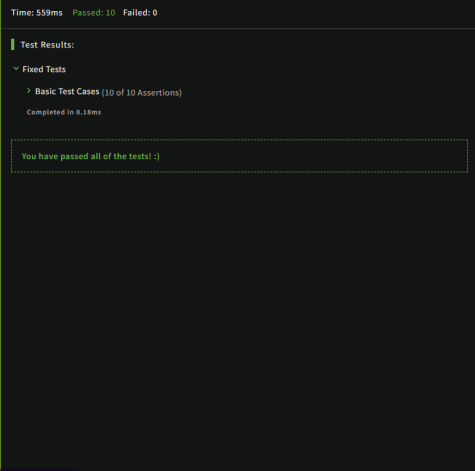 Time: 559ms Passed: 10 Failed: 0
Test Results:
Fixed Tests
Basic Test Cases (10 of 10 Assertions)
Completed in 0.18ms
You have passed all of the tests! :)